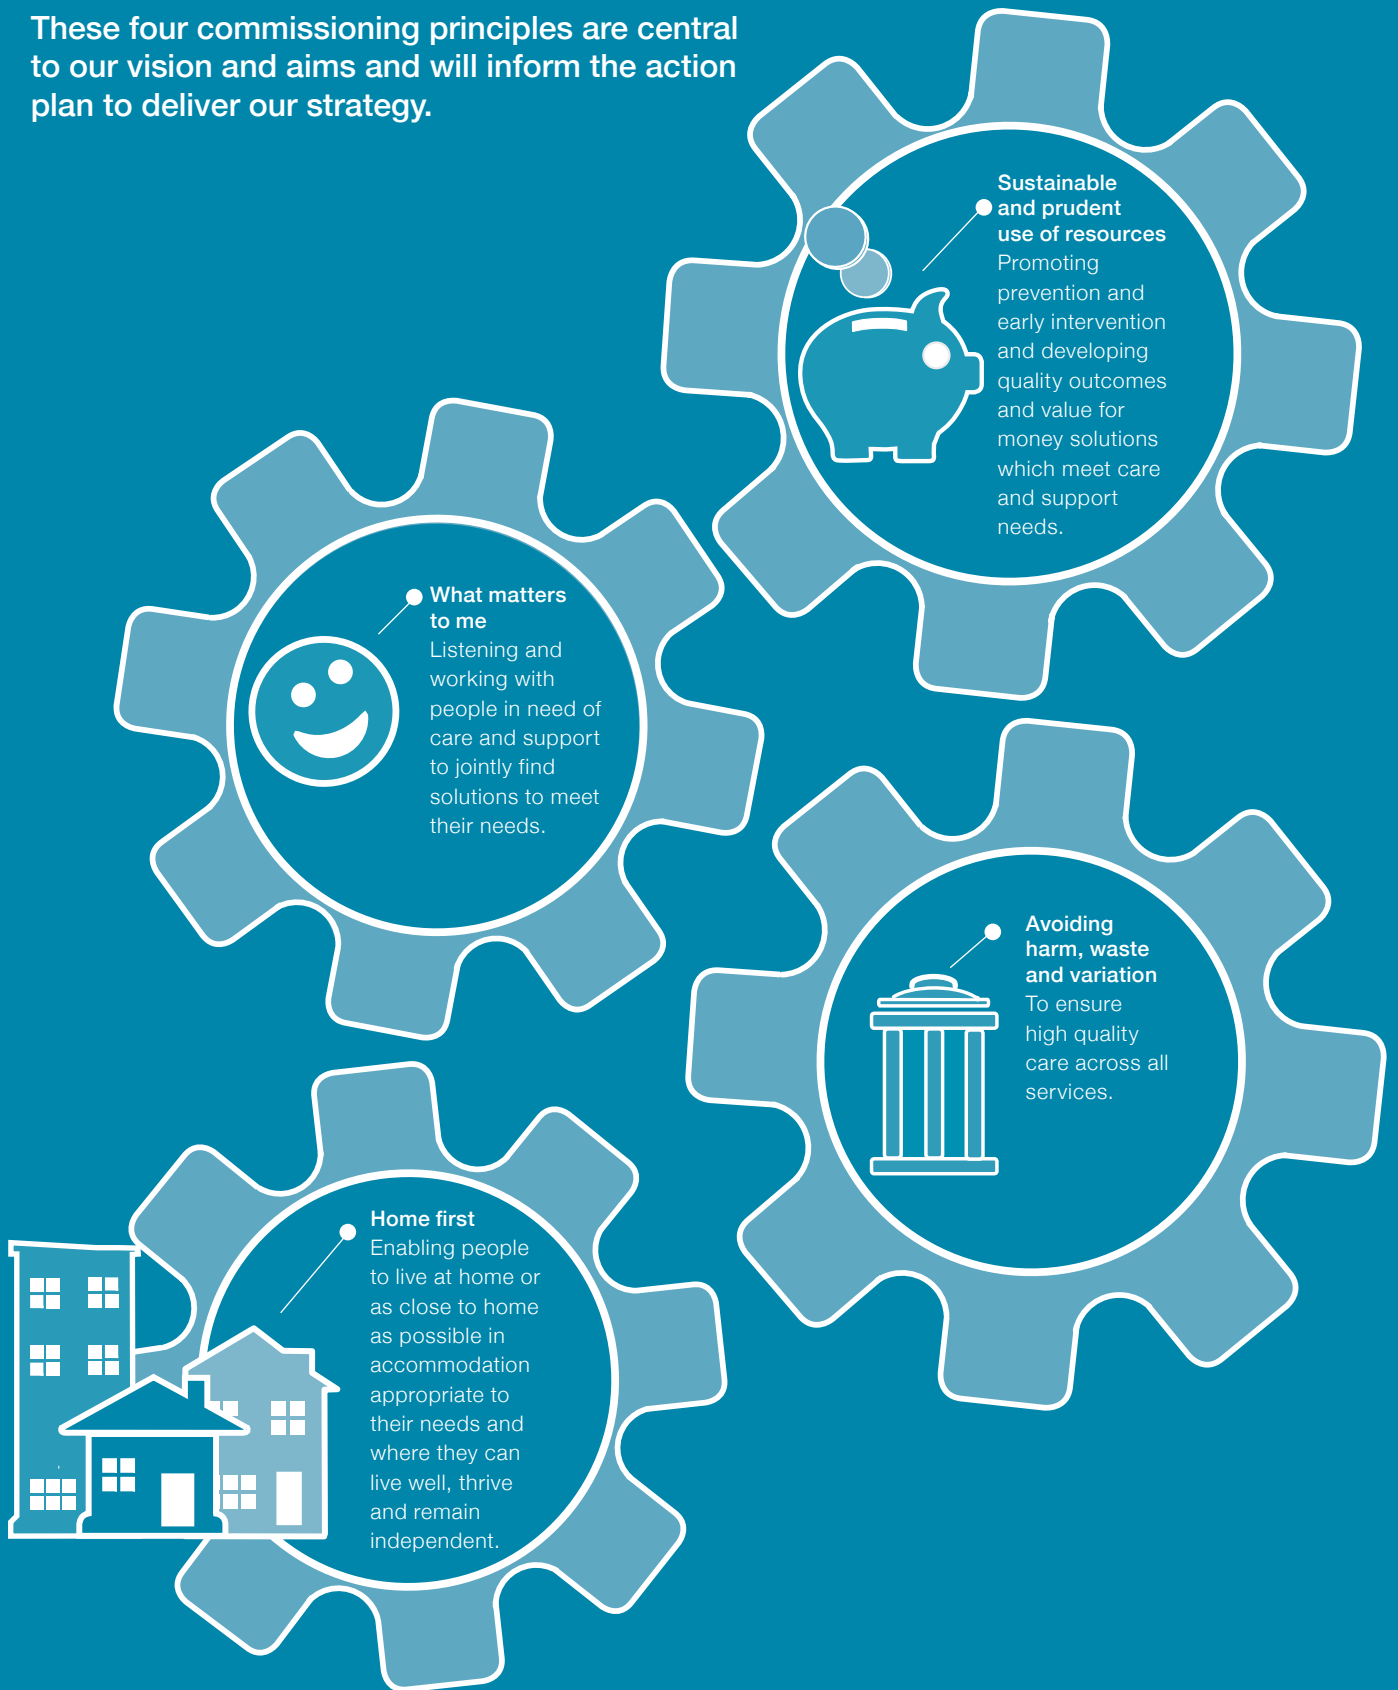 These four commissioning principles are central
to our vision and aims and will inform the action
plan to deliver our strategy.
Sustainable
and prudent
use of resources
Promoting
prevention and
early intervention
and developing
quality outcomes
and value for
money solutions
which meet care
and support
needs.
What matters
to me
Listening and
working with
people in need of
care and support
to jointly find
solutions to meet
their needs.
Avoiding
harm, waste
and variation
To ensure
high quality
care across all
services.
Home first
Enabling people
to live at home or
as close to home
as possible in
accommodation
appropriate to
their needs and
where they can
live well, thrive
and remain
independent.